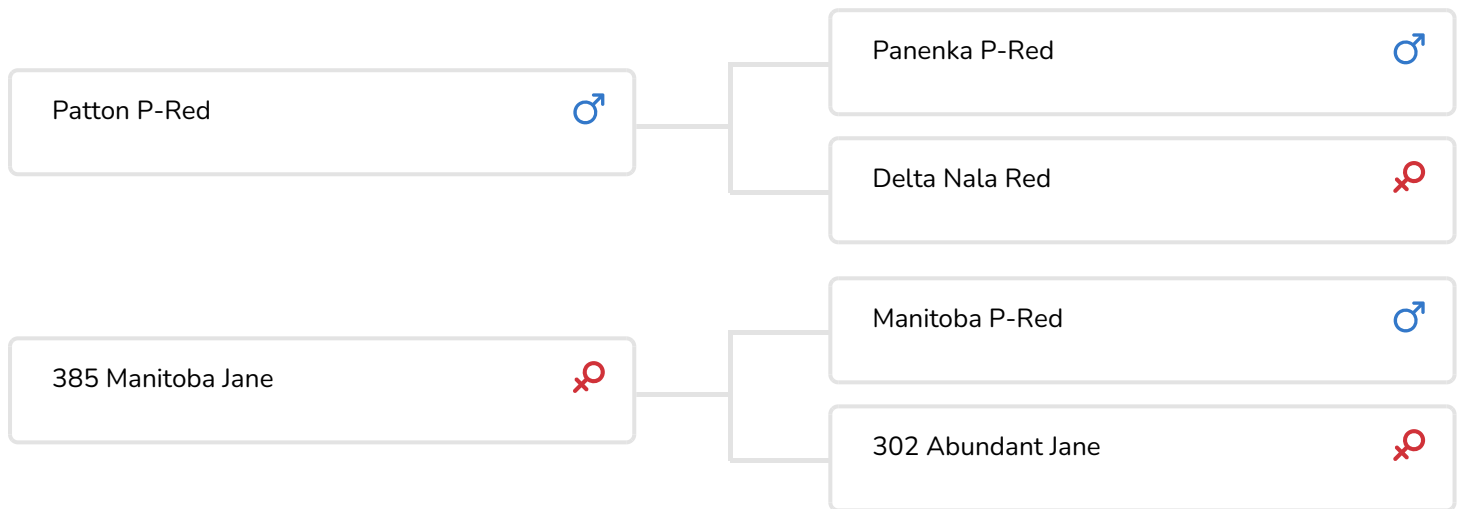 Panenka P-Red
Patton P-Red
Delta Nala Red
Manitoba P-Red
385 Manitoba Jane
302 Abundant Jane